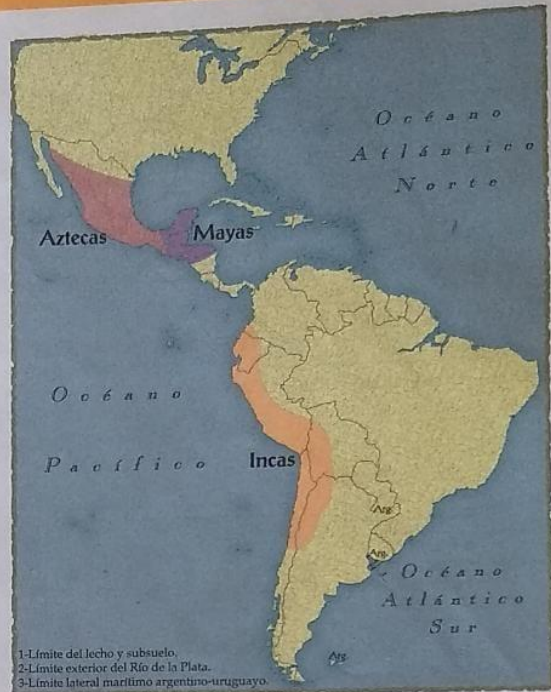 Océano
Atlántico
Norte
Aztecas
Mayas
Océano
Pacífico
Incas
Arg.
Arg.
Océano
Atlántico
Sur
Arg.
1-Límite del lecho y subsuelo.
2-Límite exterior del Río de la Plata.
3-Límite lateral marítimo argentino-uruguayo.